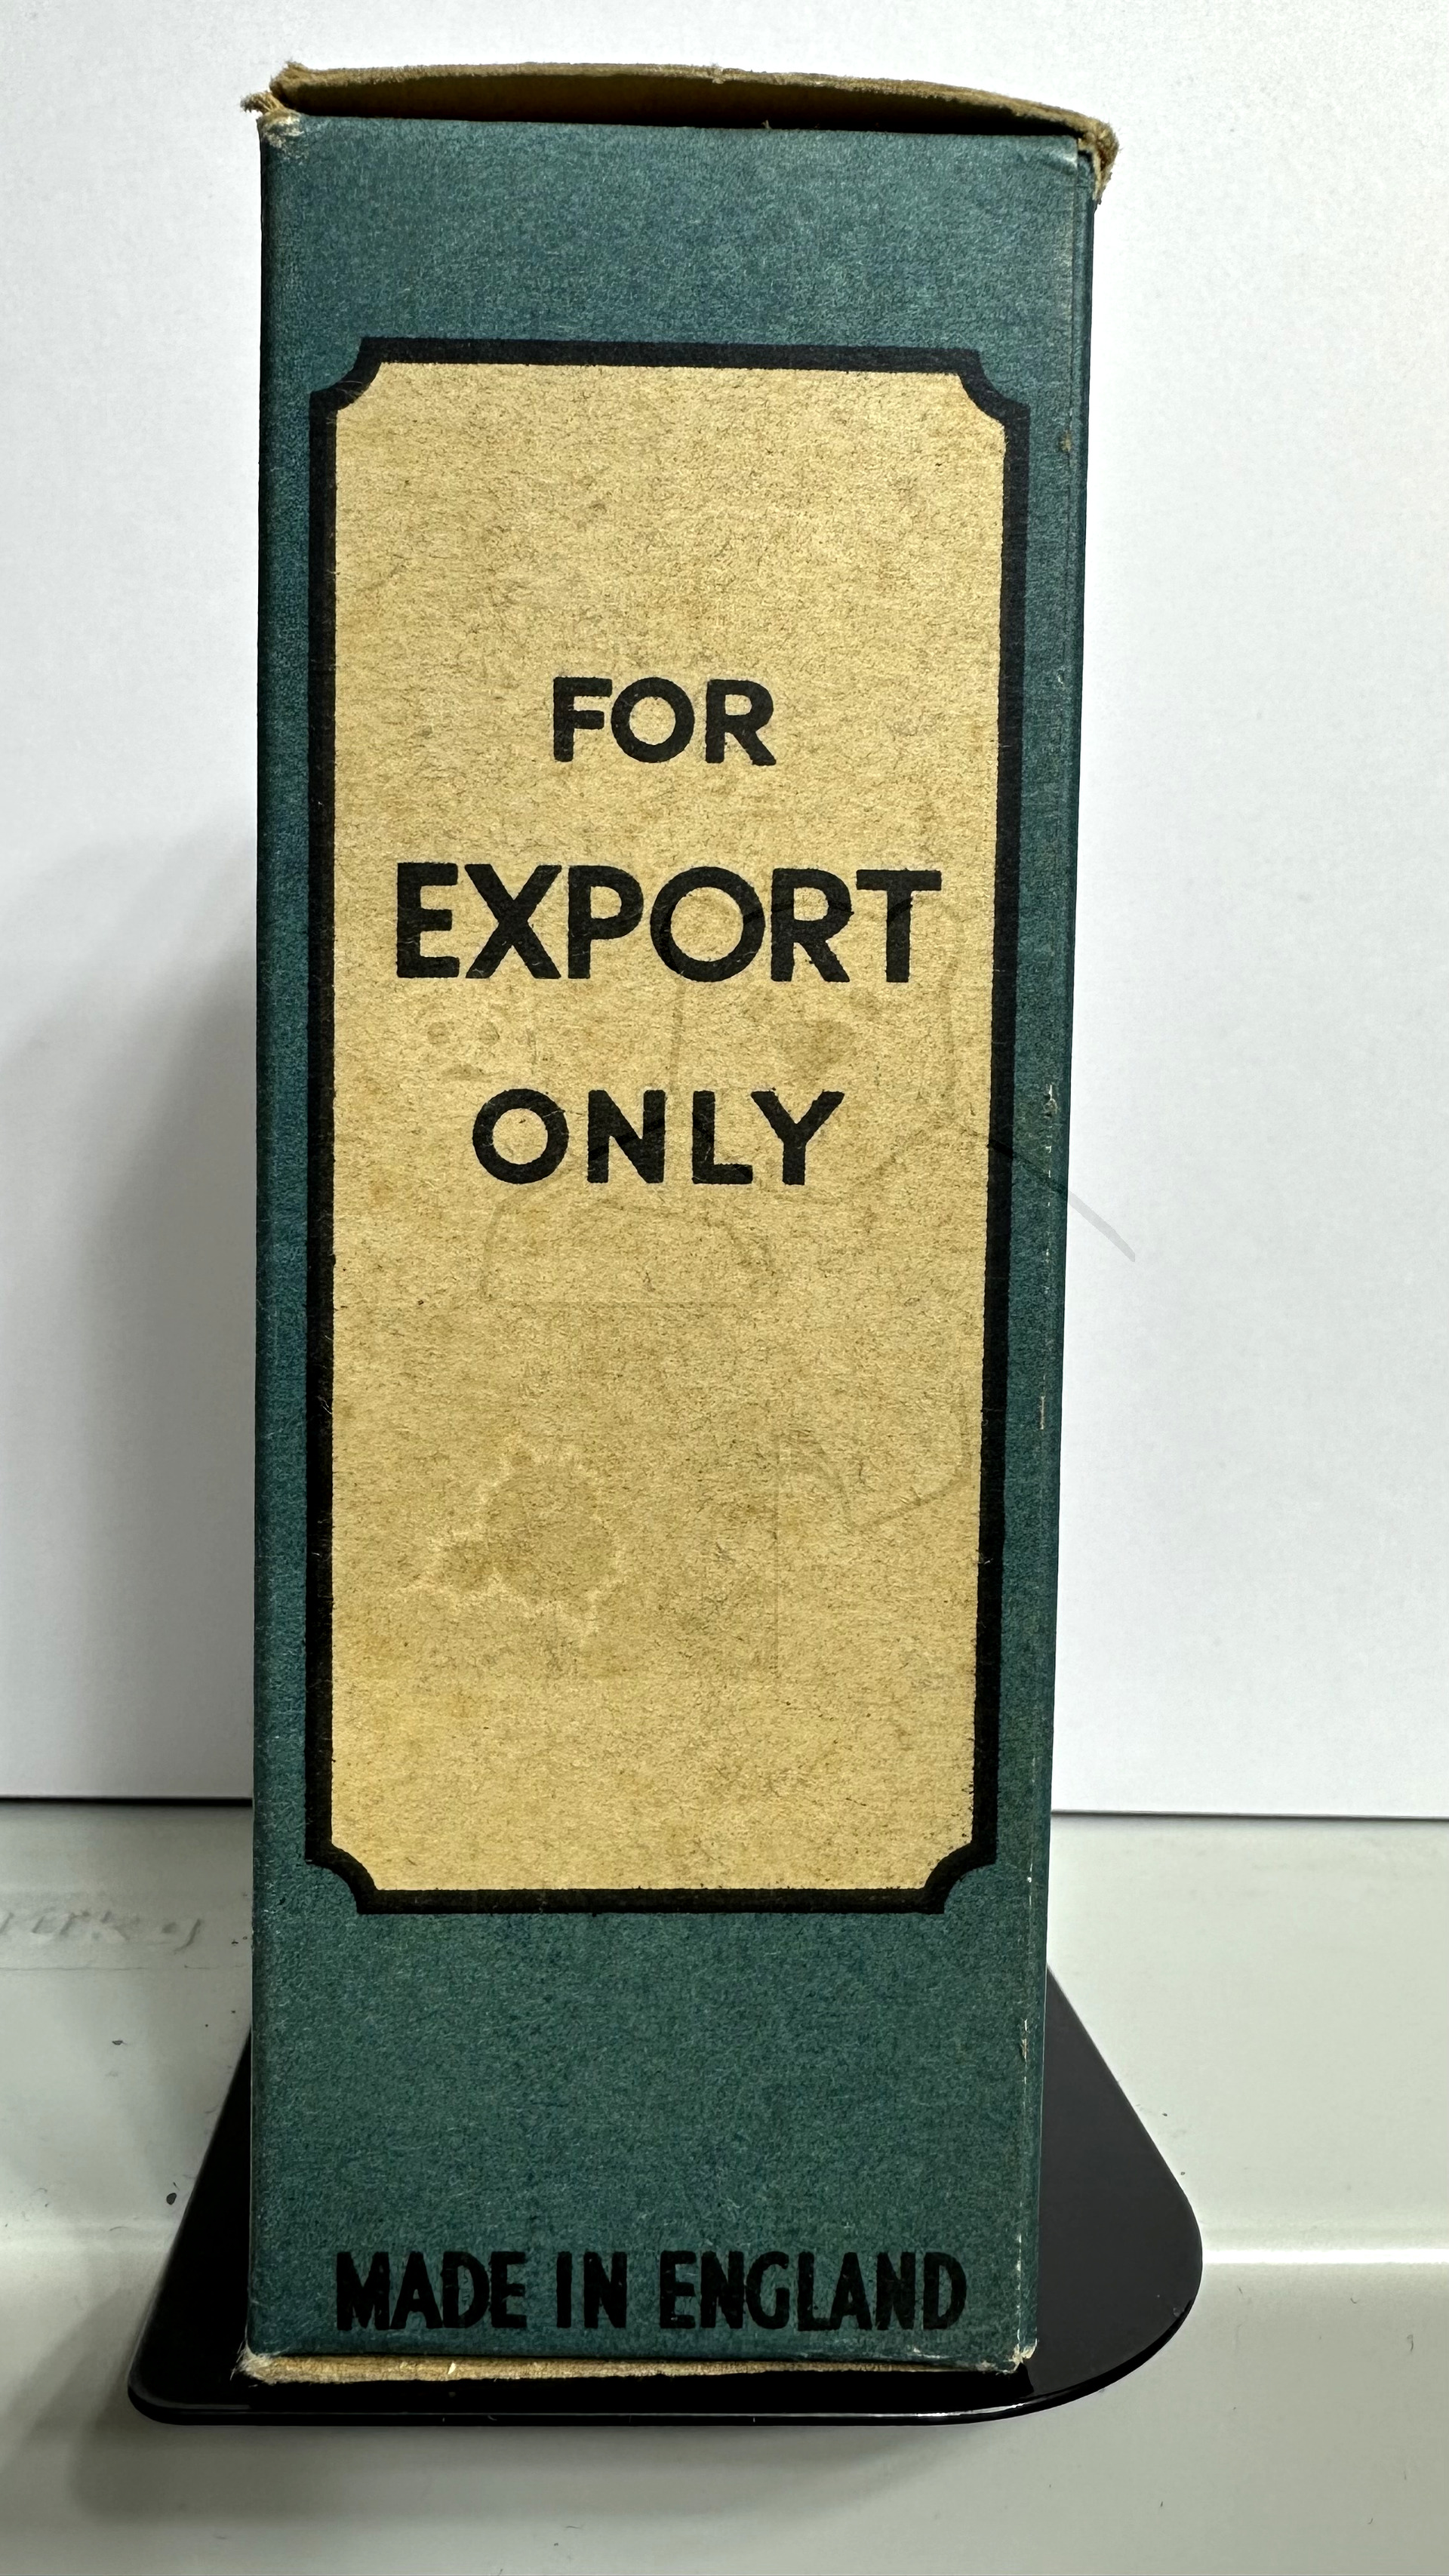 FOR
EXPORT
ONLY
MADE IN ENGLAND